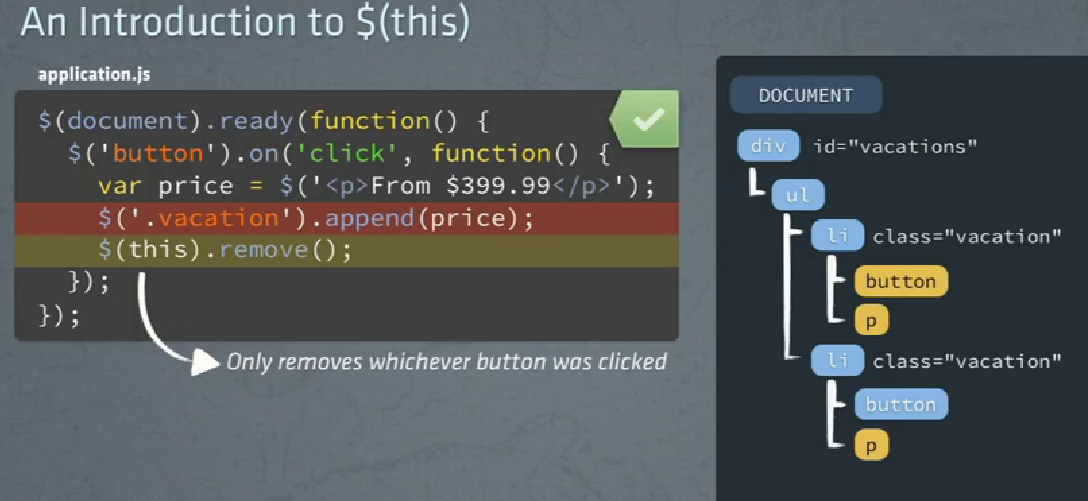 An Introduction to $(this)
application.js
$(document).ready(function() {
$('button').on('click', function() {
var price = $('<p>From $399.99</p>');
$('.vacation').append(price);
$(this).remove();
});
});
Only removes whichever button was clicked
DOCUMENT
div id="vacations"
ul
li class="vacation"
button
p
li class="vacation"
button
p